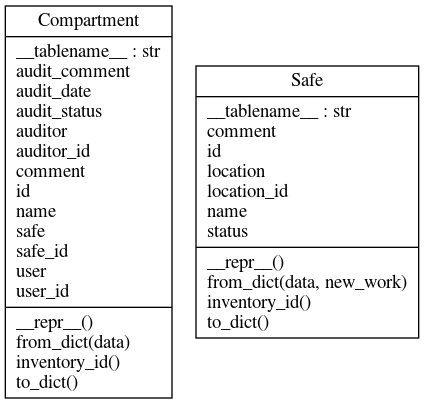 Compartment
__tablename__ : str
audit_comment
audit_date
audit_status
auditor
auditor_id
comment
id
name
safe
safe_id
user
user_id
__repr__()
from_dict(data)
inventory_id()
to_dict()
Safe
__tablename__ : str
comment
id
location
location_id
name
status
__repr__()
from_dict(data, new_work)
inventory_id()
to_dict()